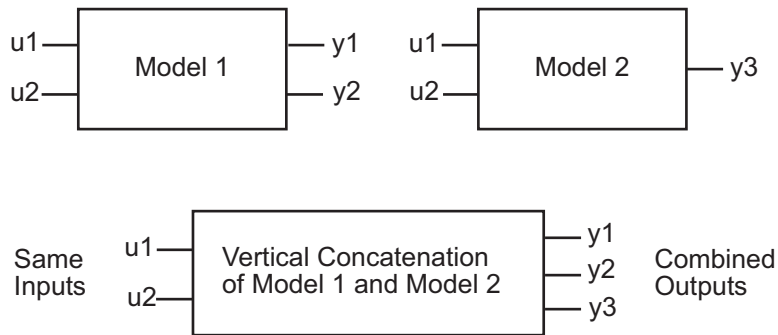 u1
u2
Model 1
y1
y2
u1
u2
Model 2
y3
Same
Inputs
u1
u2
Vertical Concatenation
of Model 1 and Model 2
y1
y2
y3
Combined
Outputs